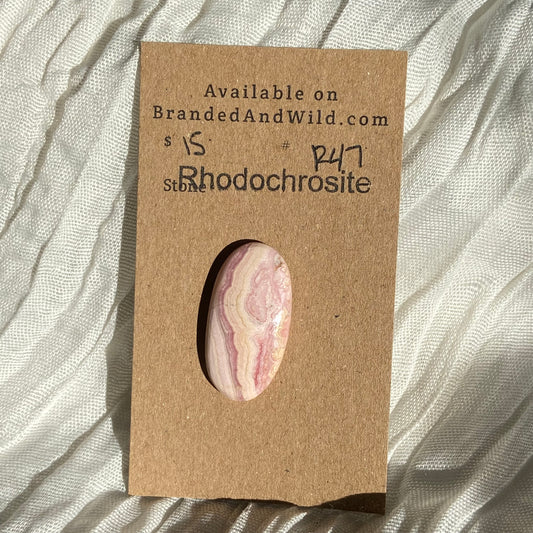 Available on
BrandedAndWild.com
$ 15 # R47
Stone Rhodochrosite